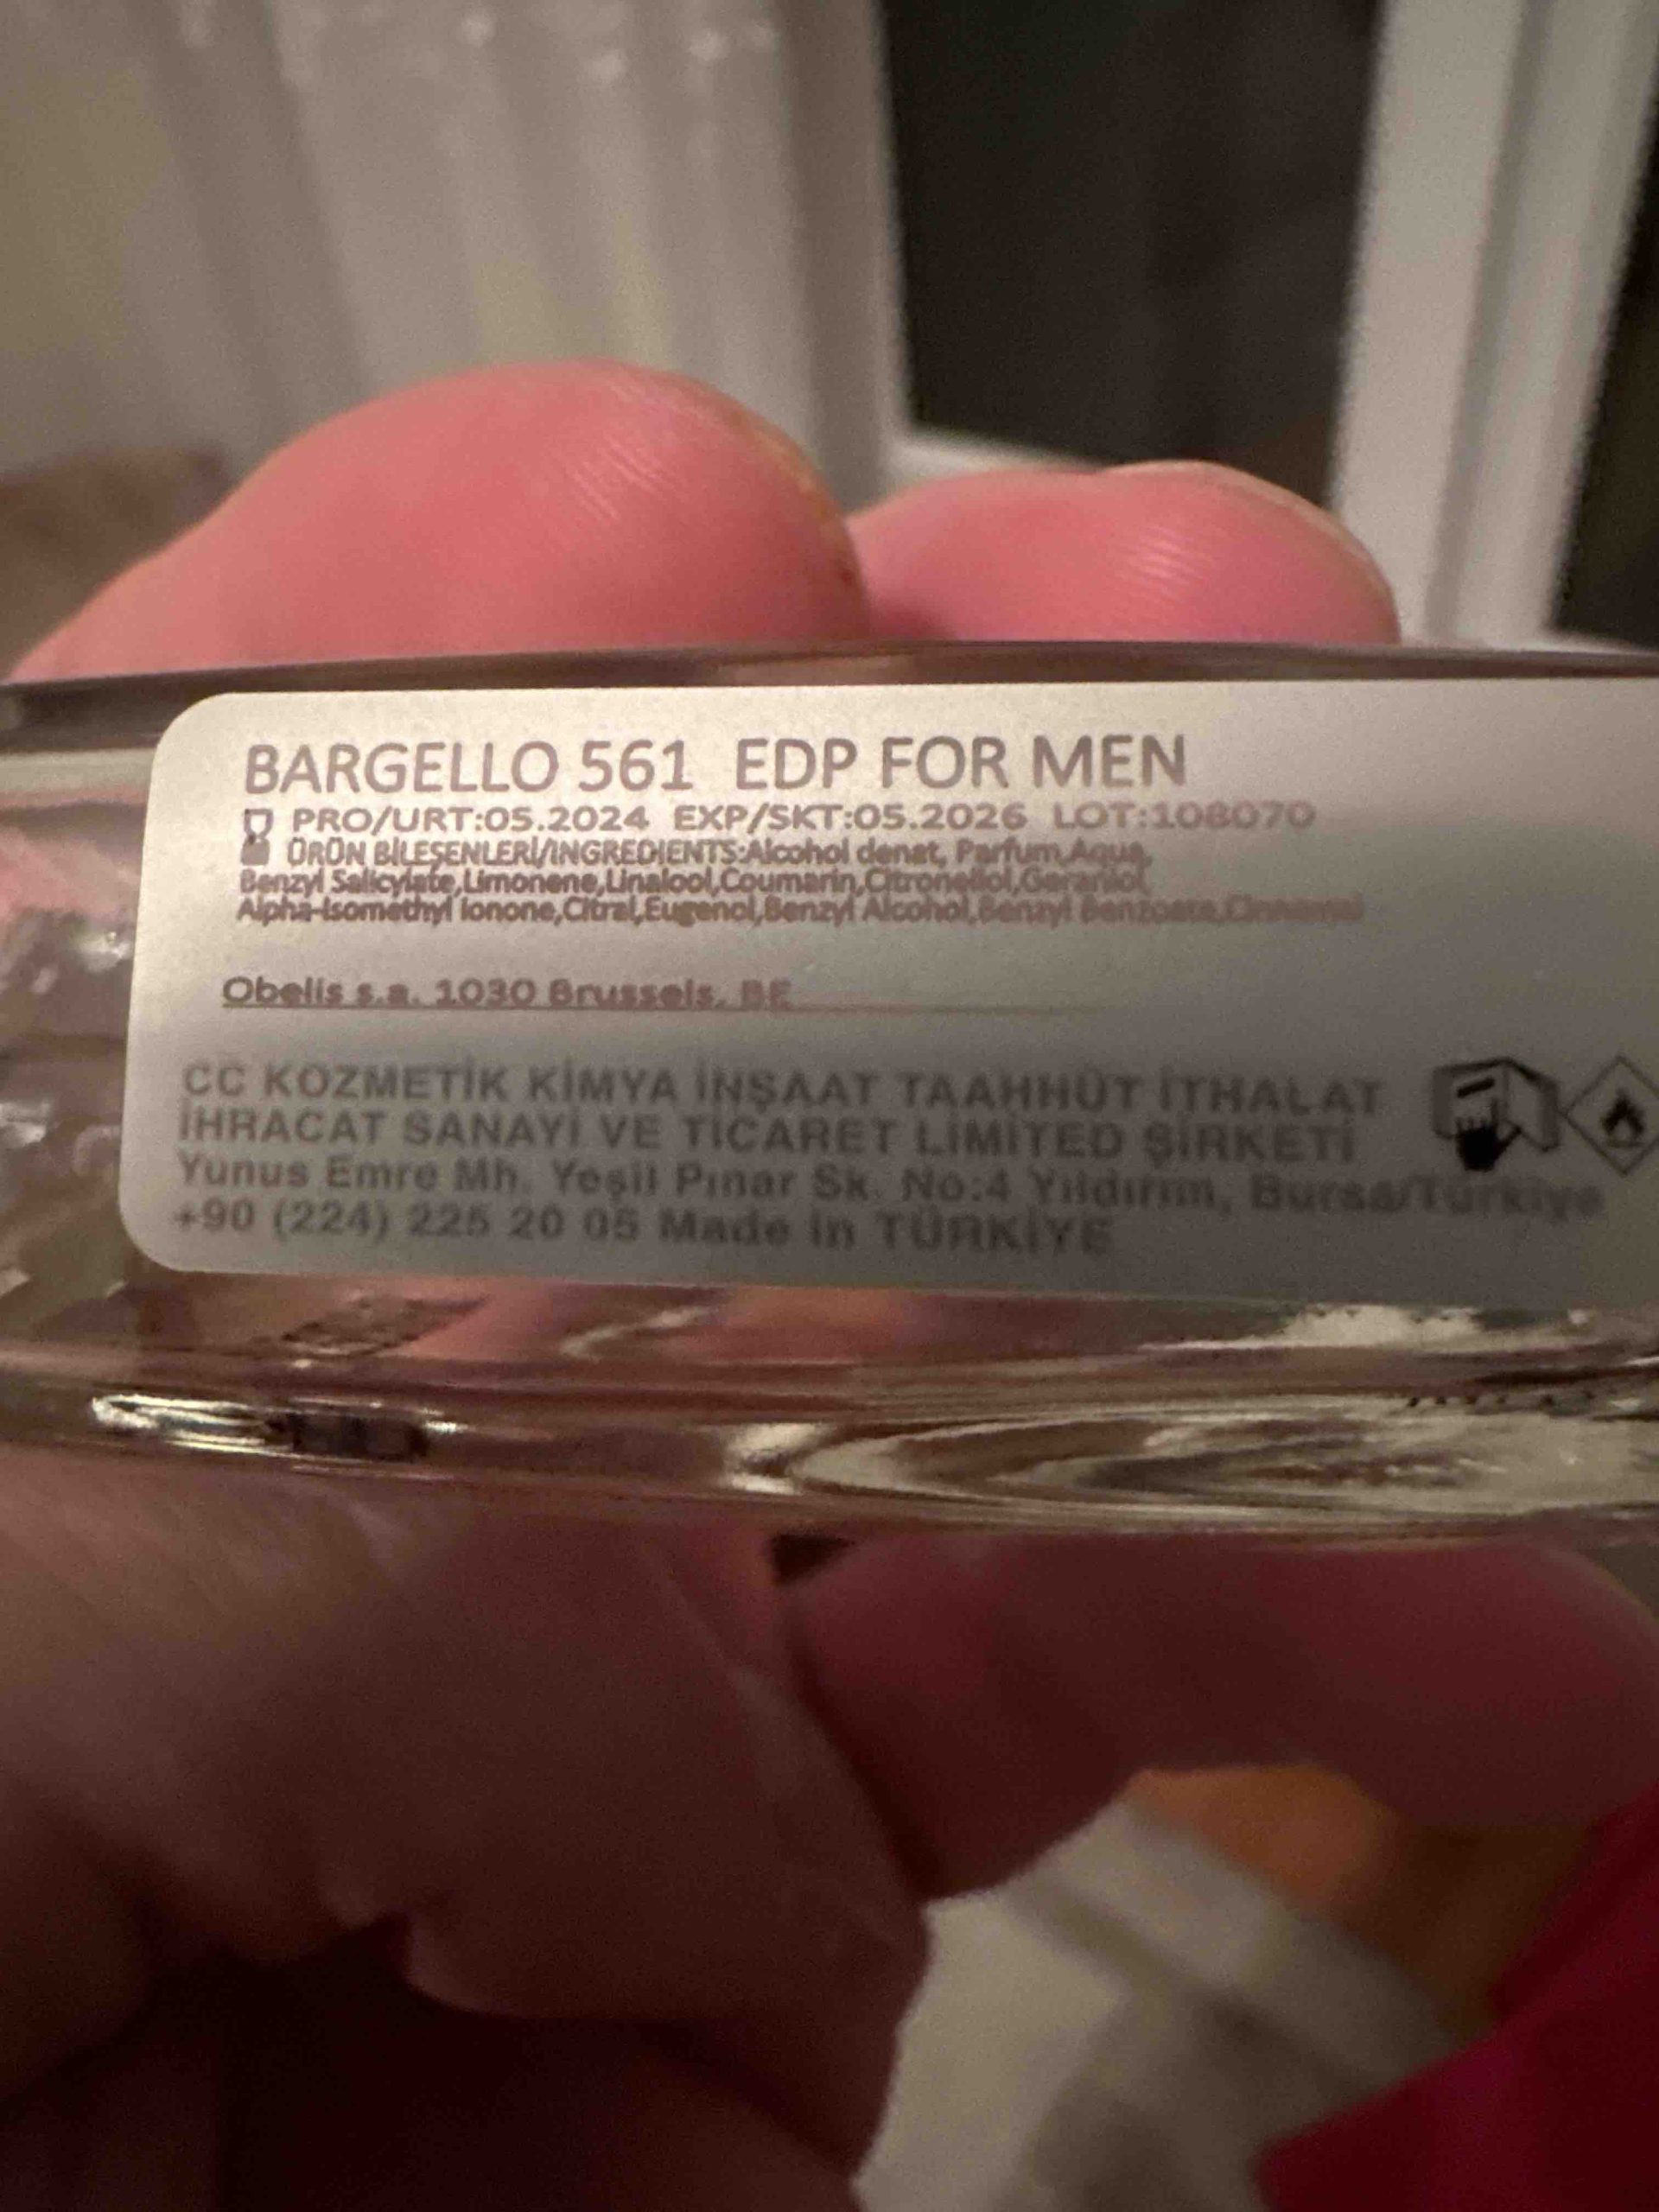 BARGELLO 561 EDP FOR MEN
PRO/URT:05.2024 EXP/SKT:05.2026 LOT:108070
ÜRÜN BİLEŞENLERİ/INGREDIENTS:Alcohol denat, Parfum,Aqua,
Benzyl Salicylate,Limonene,Linalool,Coumarin,Citronellol,Geraniol
Alpha-Isomethyl Ionone,Citral,Eugenol,Benzyl Alcohol,Benzyl Benzoate,Cinnamal
Obelis s.a. 1030 Brussels, BE
CC KOZMETİK KİMYA İNŞAAT TAAHHÜT İTHALAT
İHRACAT SANAYİ VE TİCARET LİMİTED ŞİRKETİ
Yunus Emre Mh. Yeşil Pınar Sk. No:4 Yıldırım, Bursa/Türkiye
+90 (224) 225 20 05 Made in TÜRKİYE